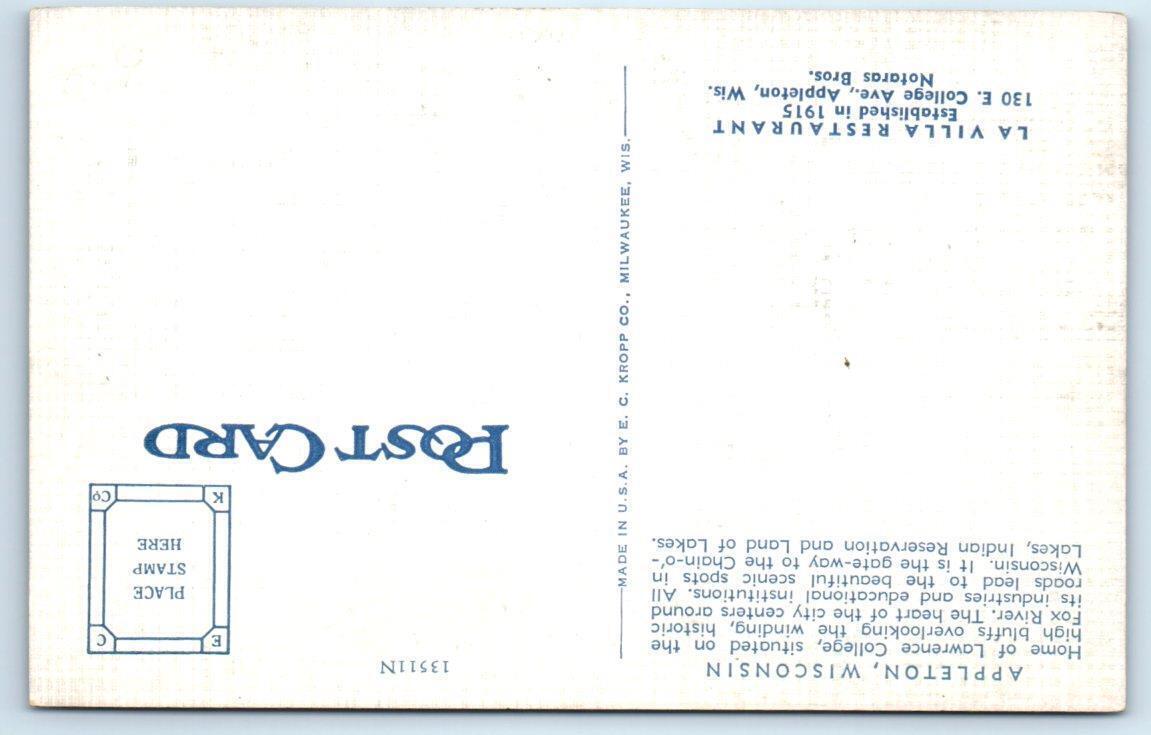 APPLETON, WISCONSIN
Home of Lawrence College, situated on the
high bluffs overlooking the winding, historic
Fox River. The heart of the city centers around
its industries and educational institutions. All
roads lead to the beautiful scenic spots in
Wisconsin. It is the gate-way to the Chain-o'-
Lakes, Indian Reservation and Land of Lakes.
LA VILLA RESTAURANT
Established in 1915
130 E. College Ave., Appleton, Wis.
Notaras Bros.
MADE IN U.S.A. BY E. C. KROPP CO., MILWAUKEE, WIS.
13511N
POST CARD
E C
PLACE
STAMP
HERE
K Co